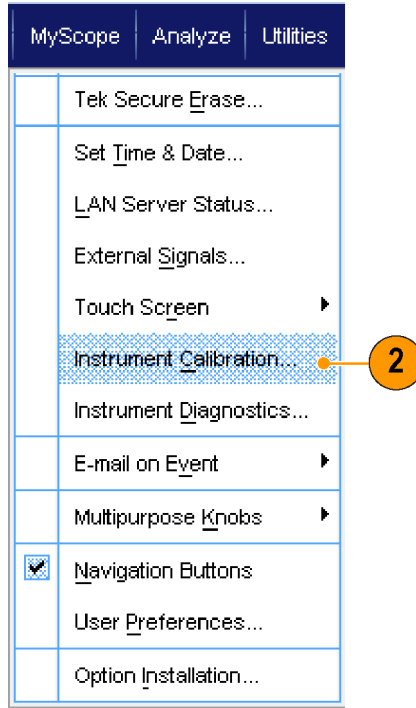 MyScope Analyze Utilities
Tek Secure Erase...
Set Time & Date...
LAN Server Status...
External Signals...
Touch Screen
Instrument Calibration...
2
Instrument Diagnostics...
E-mail on Event
Multipurpose Knobs
Navigation Buttons
User Preferences...
Option Installation...